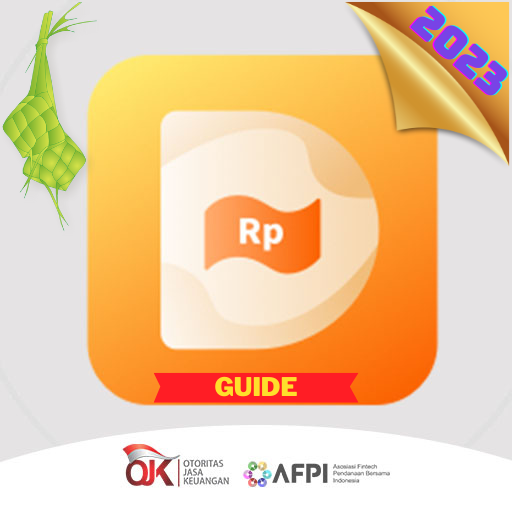 2023
Rp
GUIDE
OJK
OTORITAS
JASA
KEUANGAN
AFPI
Asosiasi Fintech
Pendanaan Bersama
Indonesia